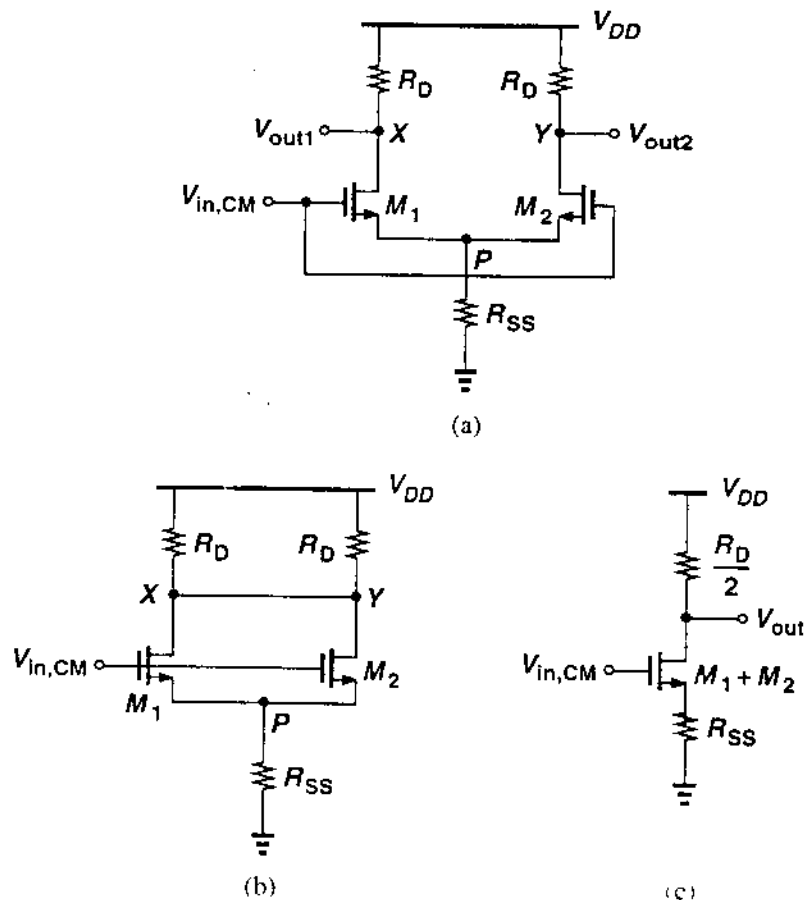 V_DD
R_D R_D
V_out1 X Y V_out2
V_in,CM M_1 M_2
P
R_SS
(a)
V_DD
R_D R_D
X Y
V_in,CM M_1 M_2
P
R_SS
(b)
V_DD
R_D
2
V_out
V_in,CM M_1 + M_2
R_SS
(c)